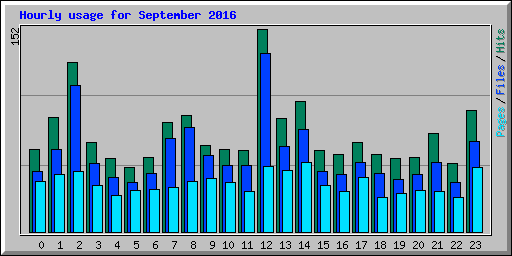 Hourly usage for September 2016
152
Pages / Files / Hits
0 1 2 3 4 5 6 7 8 9 10 11 12 13 14 15 16 17 18 19 20 21 22 23